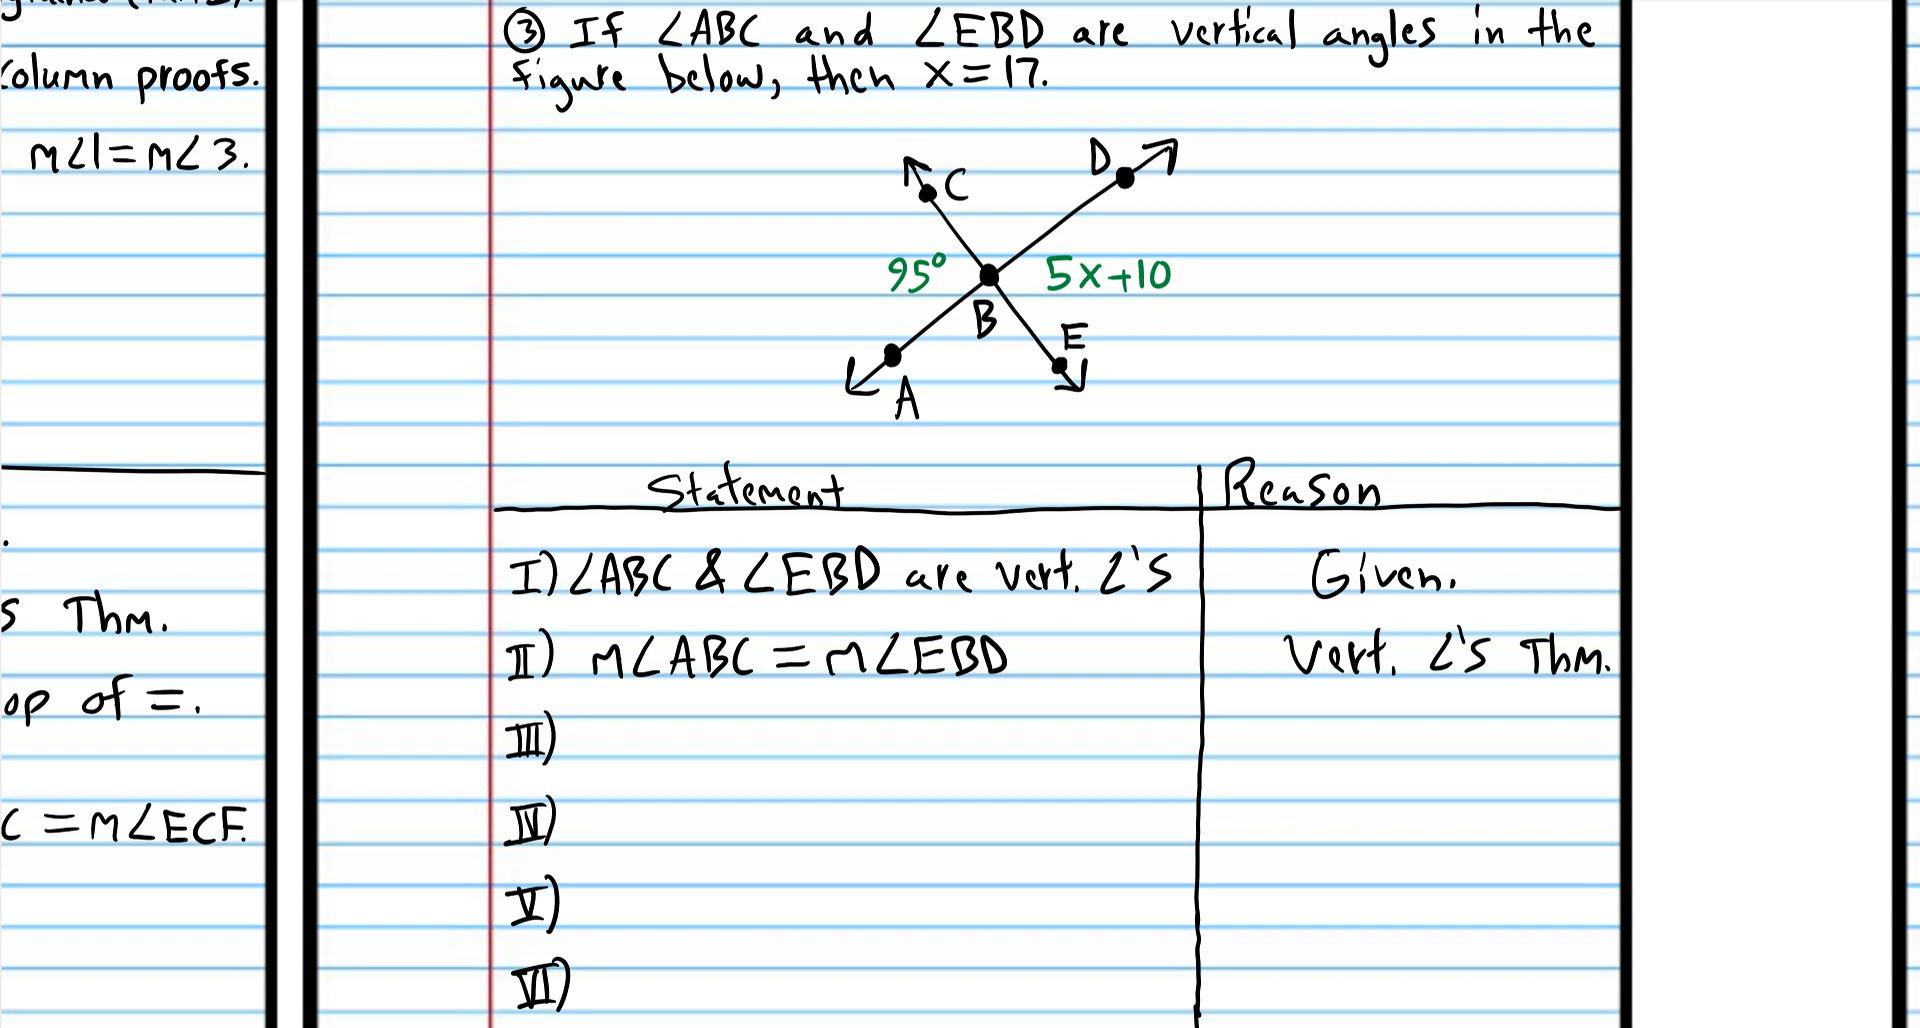 column proofs.
m∠1=m∠3.
s Thm.
op of =.
C=m∠ECF.
③ If ∠ABC and ∠EBD are vertical angles in the
figure below, then x=17.
C
D
95°
5x+10
B
E
A
Statement Reason
I) ∠ABC & ∠EBD are vert. ∠'s Given.
II) m∠ABC = m∠EBD Vert. ∠'s Thm.
III)
IV)
V)
VI)